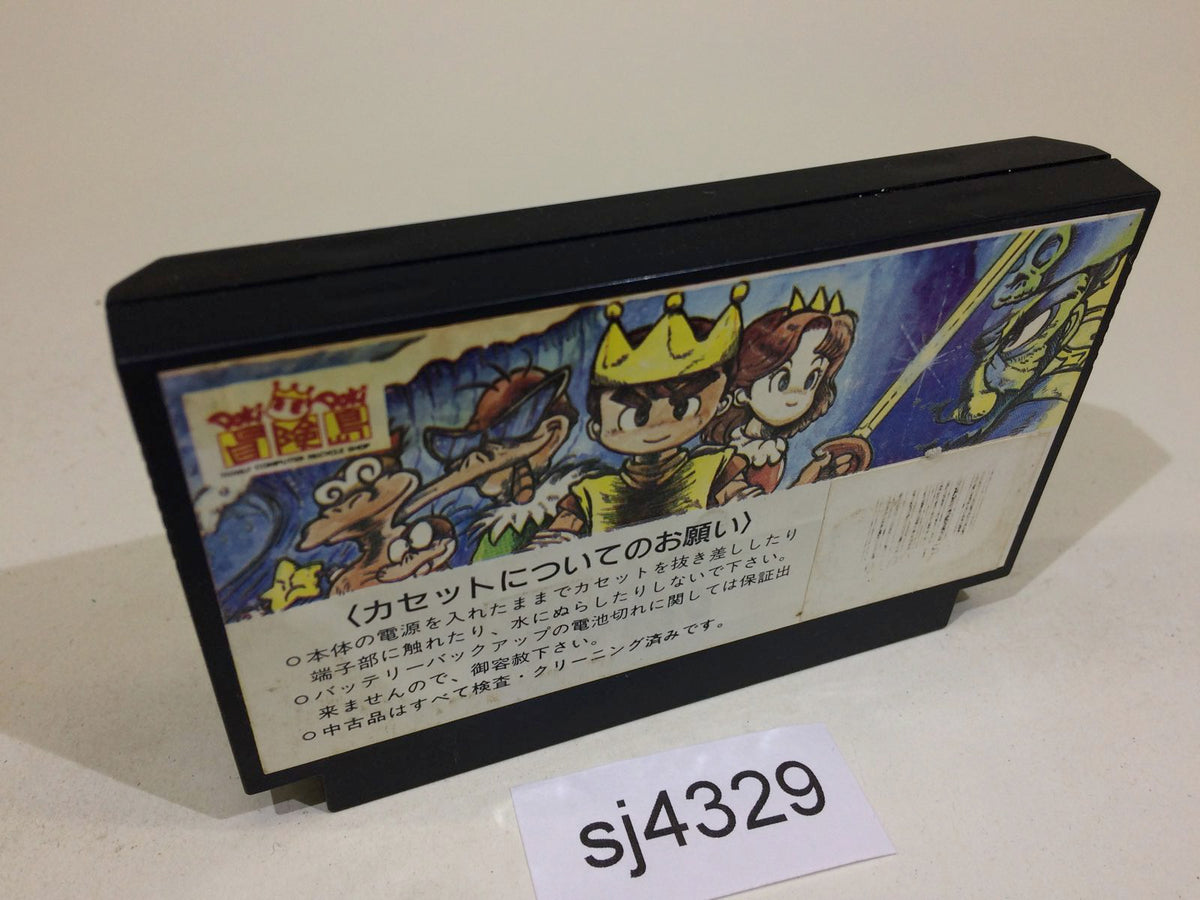 DOKi DOKi
冒険島
FAMILY COMPUTER RECYCLE SHOP
〈カセットについてのお願い〉
○本体の電源を入れたままでカセットを抜き差ししたり
端子部に触れたり、水にぬらしたりしないで下さい。
○バッテリーバックアップの電池切れに関しては保証出
来ませんので、御容赦下さい。
○中古品はすべて検査・クリーニング済みです。
sj4329